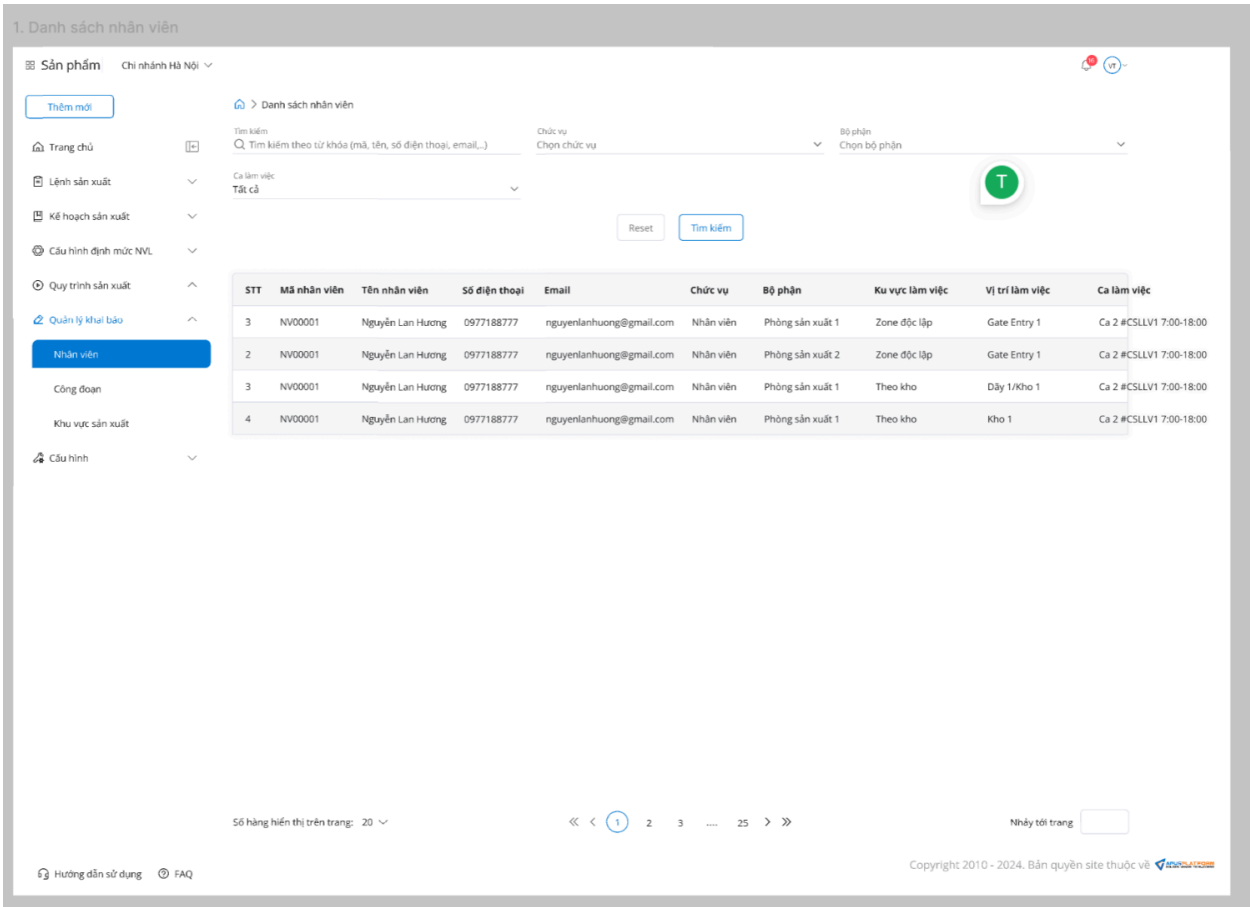 1. Danh sách nhân viên
Sản phẩm Chi nhánh Hà Nội
10 VT
Thêm mới
Danh sách nhân viên
Tìm kiếm
Tìm kiếm theo từ khóa (mã, tên, số điện thoại, email,..)
Chức vụ
Chọn chức vụ
Bộ phận
Chọn bộ phận
Ca làm việc
Tất cả
T
Reset Tìm kiếm
Trang chủ
Lệnh sản xuất
Kế hoạch sản xuất
Cấu hình định mức NVL
Quy trình sản xuất
Quản lý khai báo
Nhân viên
Công đoạn
Khu vực sản xuất
Cấu hình
STT Mã nhân viên Tên nhân viên Số điện thoại Email Chức vụ Bộ phận Ku vực làm việc Vị trí làm việc Ca làm việc
3 NV00001 Nguyễn Lan Hương 0977188777 nguyenlanhuong@gmail.com Nhân viên Phòng sản xuất 1 Zone độc lập Gate Entry 1 Ca 2 #CSLLV1 7:00-18:00
2 NV00001 Nguyễn Lan Hương 0977188777 nguyenlanhuong@gmail.com Nhân viên Phòng sản xuất 2 Zone độc lập Gate Entry 1 Ca 2 #CSLLV1 7:00-18:00
3 NV00001 Nguyễn Lan Hương 0977188777 nguyenlanhuong@gmail.com Nhân viên Phòng sản xuất 1 Theo kho Dãy 1/Kho 1 Ca 2 #CSLLV1 7:00-18:00
4 NV00001 Nguyễn Lan Hương 0977188777 nguyenlanhuong@gmail.com Nhân viên Phòng sản xuất 1 Theo kho Kho 1 Ca 2 #CSLLV1 7:00-18:00
Số hàng hiển thị trên trang: 20
1 2 3 .... 25
Nhảy tới trang
Hướng dẫn sử dụng FAQ
Copyright 2010 - 2024. Bản quyền site thuộc về